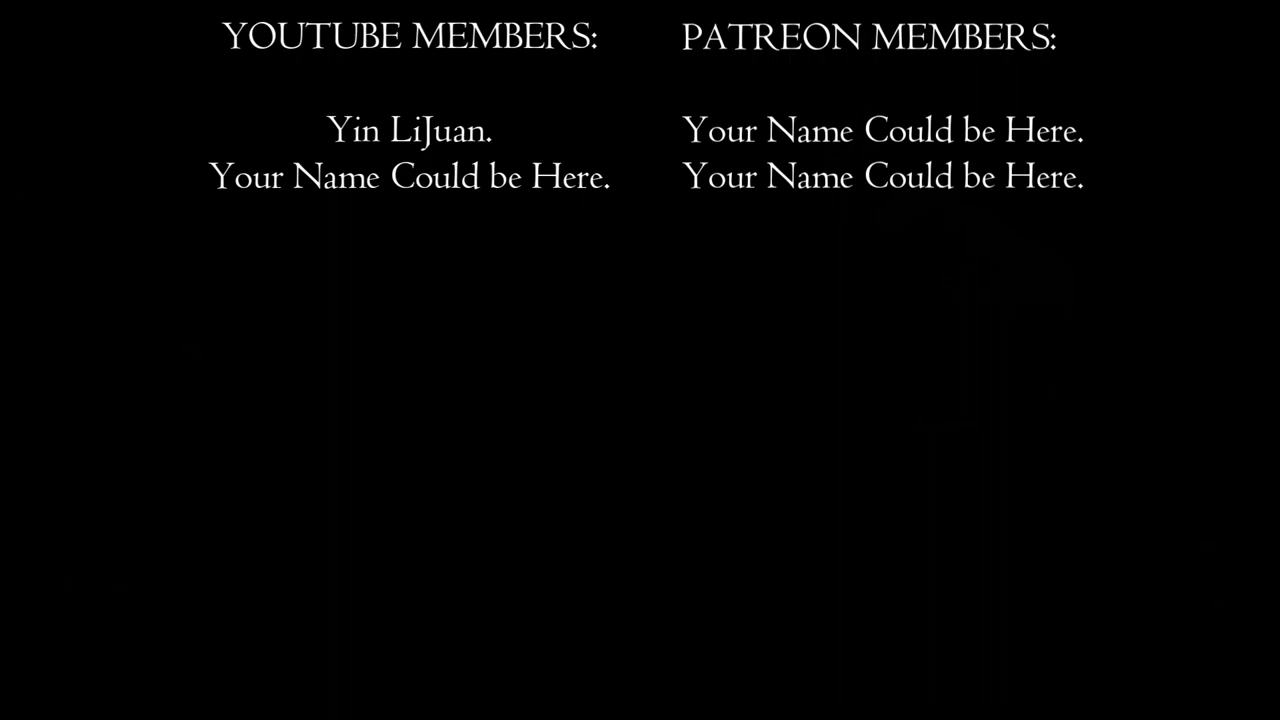 YOUTUBE MEMBERS:
Yin LiJuan.
Your Name Could be Here.
PATREON MEMBERS:
Your Name Could be Here.
Your Name Could be Here.